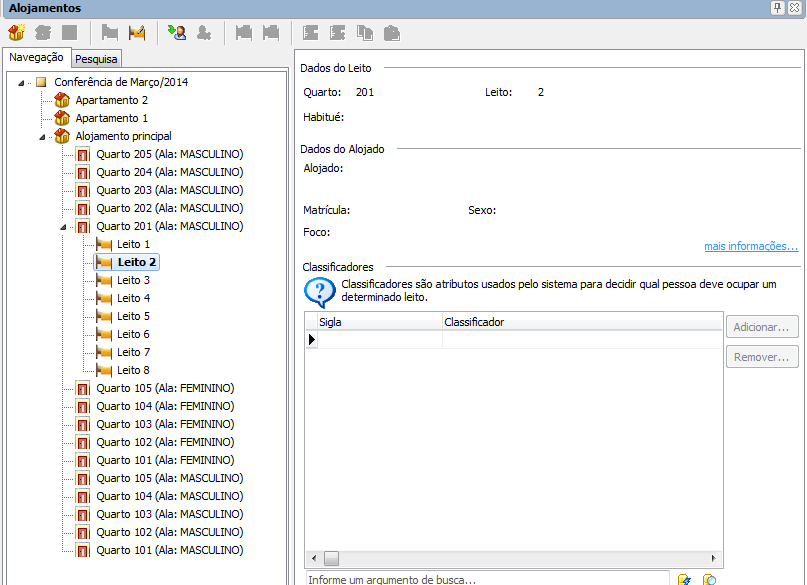 Alojamentos
Navegação
Pesquisa
Conferência de Março/2014
Apartamento 2
Apartamento 1
Alojamento principal
Quarto 205 (Ala: MASCULINO)
Quarto 204 (Ala: MASCULINO)
Quarto 203 (Ala: MASCULINO)
Quarto 202 (Ala: MASCULINO)
Quarto 201 (Ala: MASCULINO)
Leito 1
Leito 2
Leito 3
Leito 4
Leito 5
Leito 6
Leito 7
Leito 8
Quarto 105 (Ala: FEMININO)
Quarto 104 (Ala: FEMININO)
Quarto 103 (Ala: FEMININO)
Quarto 102 (Ala: FEMININO)
Quarto 101 (Ala: FEMININO)
Quarto 105 (Ala: MASCULINO)
Quarto 104 (Ala: MASCULINO)
Quarto 103 (Ala: MASCULINO)
Quarto 102 (Ala: MASCULINO)
Quarto 101 (Ala: MASCULINO)
Dados do Leito
Quarto: 201 Leito: 2
Habitué:
Dados do Alojado
Alojado:
Matrícula: Sexo:
Foco:
mais informações...
Classificadores
Classificadores são atributos usados pelo sistema para decidir qual pessoa deve ocupar um
determinado leito.
Sigla Classificador
Adicionar...
Remover...
Informe um argumento de busca...